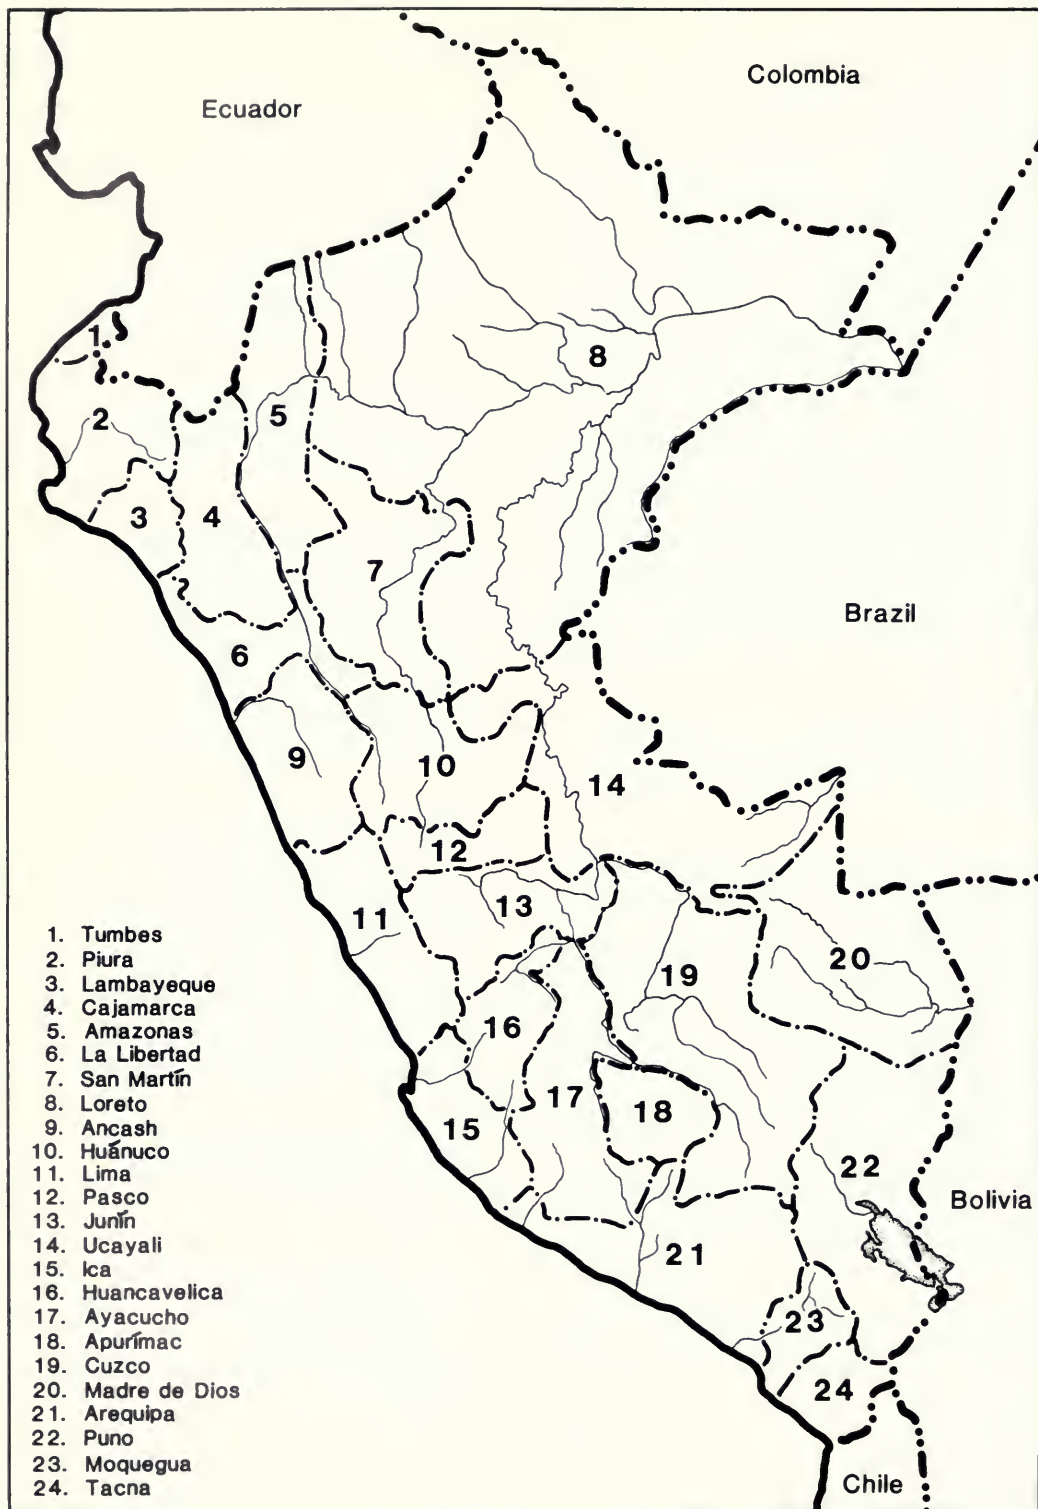 Colombia
Ecuador
1
8
2
5
3
4
7
Brazil
6
9
10
14
12
11
13
20
19
16
17
18
15
22
Bolivia
21
23
24
Chile
1. Tumbes
2. Piura
3. Lambayeque
4. Cajamarca
5. Amazonas
6. La Libertad
7. San Martín
8. Loreto
9. Ancash
10. Huánuco
11. Lima
12. Pasco
13. Junín
14. Ucayali
15. Ica
16. Huancavelica
17. Ayacucho
18. Apurímac
19. Cuzco
20. Madre de Dios
21. Arequipa
22. Puno
23. Moquegua
24. Tacna